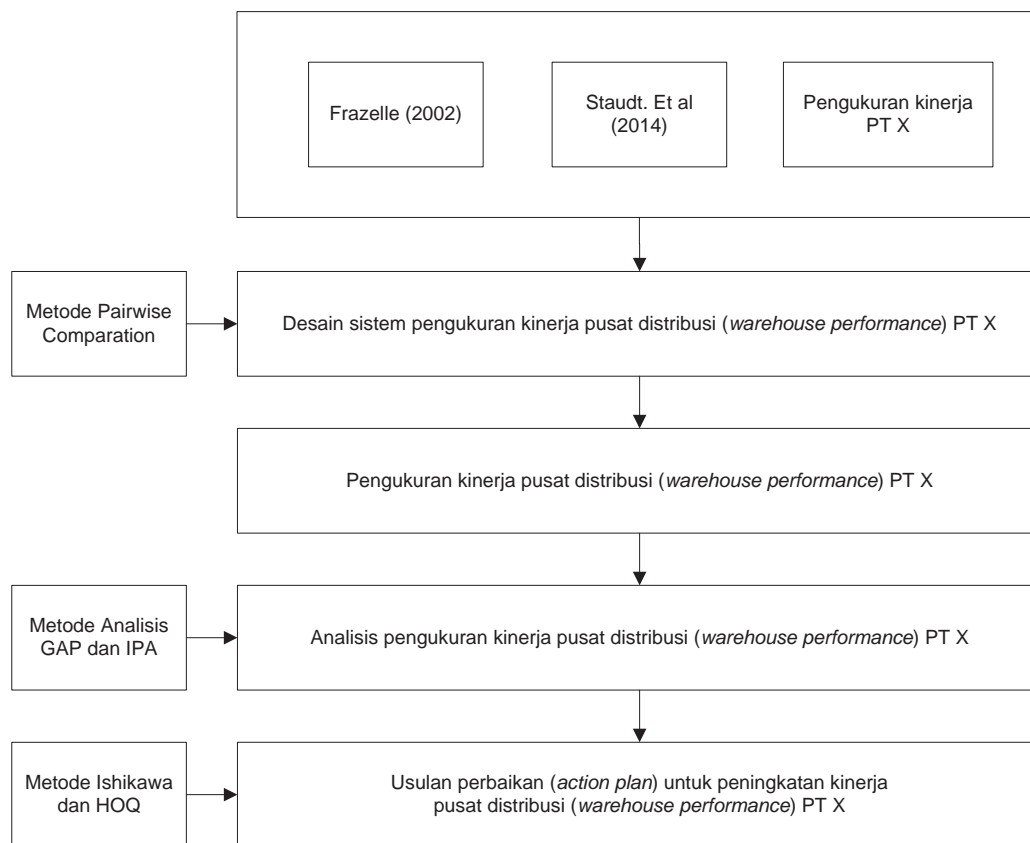 Frazelle (2002)
Staudt. Et al
(2014)
Pengukuran kinerja
PT X
Metode Pairwise
Comparation
Desain sistem pengukuran kinerja pusat distribusi (warehouse performance) PT X
Pengukuran kinerja pusat distribusi (warehouse performance) PT X
Metode Analisis
GAP dan IPA
Analisis pengukuran kinerja pusat distribusi (warehouse performance) PT X
Metode Ishikawa
dan HOQ
Usulan perbaikan (action plan) untuk peningkatan kinerja
pusat distribusi (warehouse performance) PT X